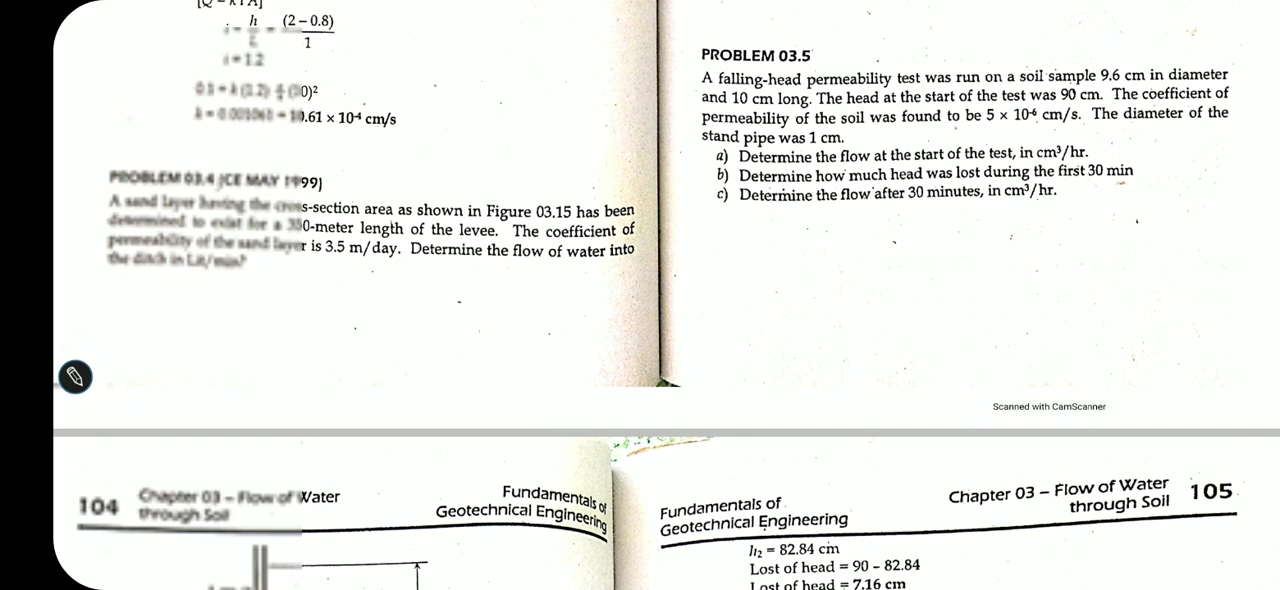 h (2 – 0.8)
1
i = 1.2
0)²
0.61 × 10⁻⁴ cm/s
PROBLEM 03.4 (CE MAY 1999)
A sand layer having the cross-section area as shown in Figure 03.15 has been
determined to exist for a 350-meter length of the levee. The coefficient of
permeability of the sand layer is 3.5 m/day. Determine the flow of water into
the ditch in Lit/min?
PROBLEM 03.5
A falling-head permeability test was run on a soil sample 9.6 cm in diameter
and 10 cm long. The head at the start of the test was 90 cm. The coefficient of
permeability of the soil was found to be 5 × 10⁻⁶ cm/s. The diameter of the
stand pipe was 1 cm.
a) Determine the flow at the start of the test, in cm³/hr.
b) Determine how much head was lost during the first 30 min
c) Determine the flow after 30 minutes, in cm³/hr.
Scanned with CamScanner
104 Chapter 03 – Flow of Water
through Soil
Fundamentals of
Geotechnical Engineering
Fundamentals of
Geotechnical Engineering
Chapter 03 – Flow of Water
through Soil 105
h₂ = 82.84 cm
Lost of head = 90 – 82.84
Lost of head = 7.16 cm